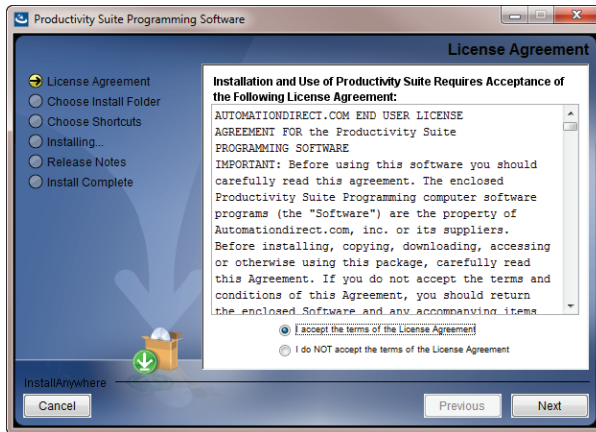 Productivity Suite Programming Software
License Agreement
License Agreement
Choose Install Folder
Choose Shortcuts
Installing...
Release Notes
Install Complete
Installation and Use of Productivity Suite Requires Acceptance of
the Following License Agreement:
AUTOMATIONDIRECT.COM END USER LICENSE
AGREEMENT FOR the Productivity Suite
PROGRAMMING SOFTWARE
IMPORTANT: Before using this software you should
carefully read this agreement. The enclosed
Productivity Suite Programming computer software
programs (the "Software") are the property of
Automationdirect.com, inc. or its suppliers.
Before installing, copying, downloading, accessing
or otherwise using this package, carefully read
this Agreement. If you do not accept the terms and
conditions of this Agreement, you should return
the enclosed Software and any accompanying items
I accept the terms of the License Agreement
I do NOT accept the terms of the License Agreement
InstallAnywhere
Cancel
Previous
Next